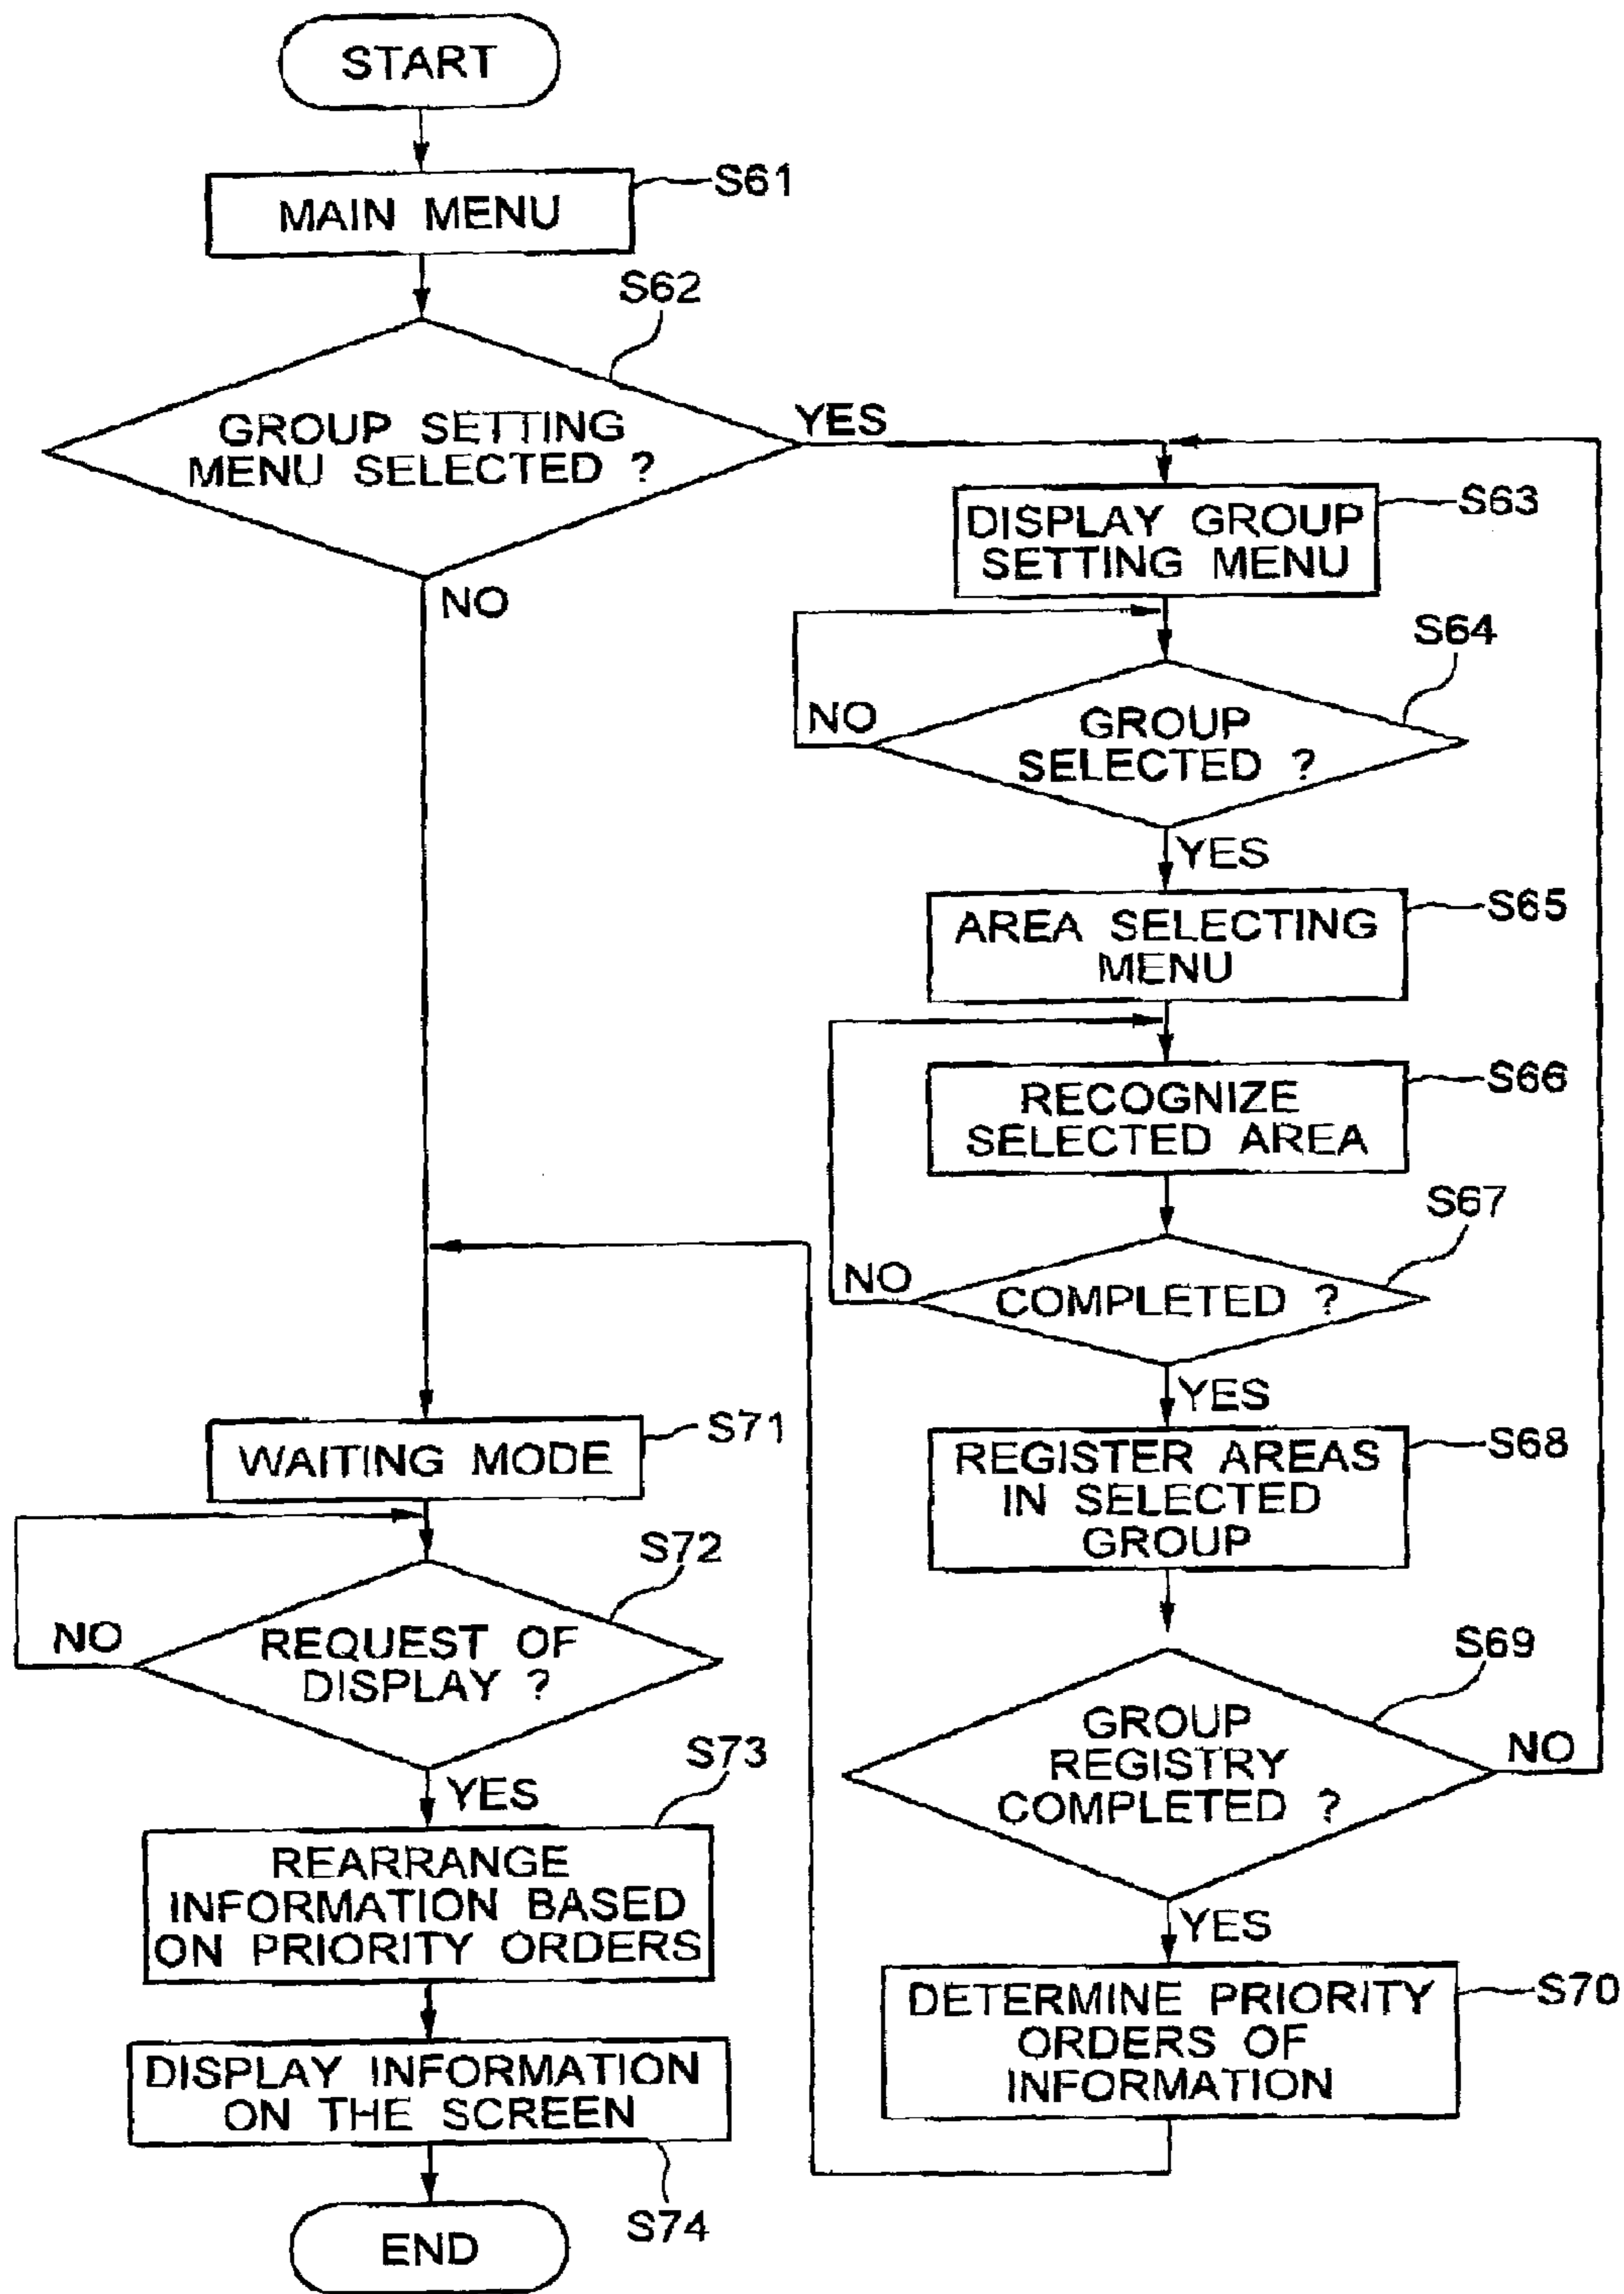 START
MAIN MENU
S61
S62
GROUP SETTING
MENU SELECTED ?
YES
NO
DISPLAY GROUP
SETTING MENU
S63
S64
GROUP
SELECTED ?
NO
YES
AREA SELECTING
MENU
S65
RECOGNIZE
SELECTED AREA
S66
S67
COMPLETED ?
NO
YES
REGISTER AREAS
IN SELECTED
GROUP
S68
S69
GROUP
REGISTRY
COMPLETED ?
NO
YES
DETERMINE PRIORITY
ORDERS OF
INFORMATION
S70
WAITING MODE
S71
S72
REQUEST OF
DISPLAY ?
NO
YES
S73
REARRANGE
INFORMATION BASED
ON PRIORITY ORDERS
DISPLAY INFORMATION
ON THE SCREEN
S74
END